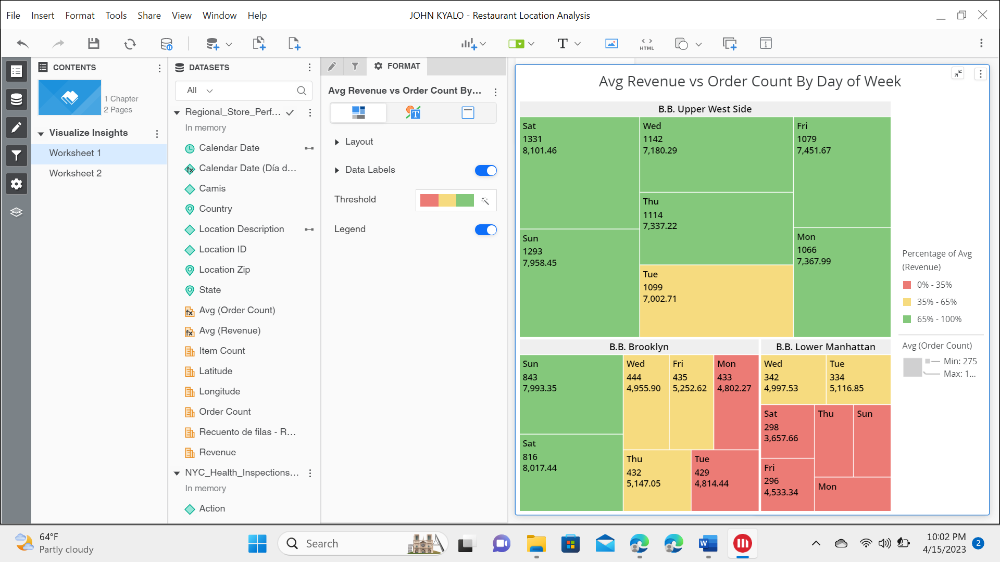 File Insert Format Tools Share View Window Help
JOHN KYALO - Restaurant Location Analysis
T
HTML
CONTENTS
1 Chapter
2 Pages
Visualize Insights
Worksheet 1
Worksheet 2
DATASETS
All
Regional_Store_Perf...
In memory
Calendar Date
fx Calendar Date (Día d...
Camis
Country
Location Description
Location ID
Location Zip
State
fx Avg (Order Count)
fx Avg (Revenue)
Item Count
Latitude
Longitude
Order Count
Recuento de filas - R...
Revenue
NYC_Health_Inspections...
In memory
Action
FORMAT
Avg Revenue vs Order Count By...
T
Layout
Data Labels
Threshold
Legend
Avg Revenue vs Order Count By Day of Week
B.B. Upper West Side
Sat
1331
8,101.46
Sun
1293
7,958.45
Wed
1142
7,180.29
Thu
1114
7,337.22
Tue
1099
7,002.71
Fri
1079
7,451.67
Mon
1066
7,367.99
B.B. Brooklyn
Sun
843
7,993.35
Sat
816
8,017.44
Wed
444
4,955.90
Fri
435
5,252.62
Mon
433
4,802.27
Thu
432
5,147.05
Tue
429
4,814.44
B.B. Lower Manhattan
Wed
342
4,997.53
Tue
334
5,116.85
Sat
298
3,657.66
Fri
296
4,533.34
Thu
Sun
Mon
Percentage of Avg
(Revenue)
0% - 35%
35% - 65%
65% - 100%
Avg (Order Count)
Min: 275
Max: 1...
64°F
Partly cloudy
Search
W
10:02 PM
4/15/2023
2